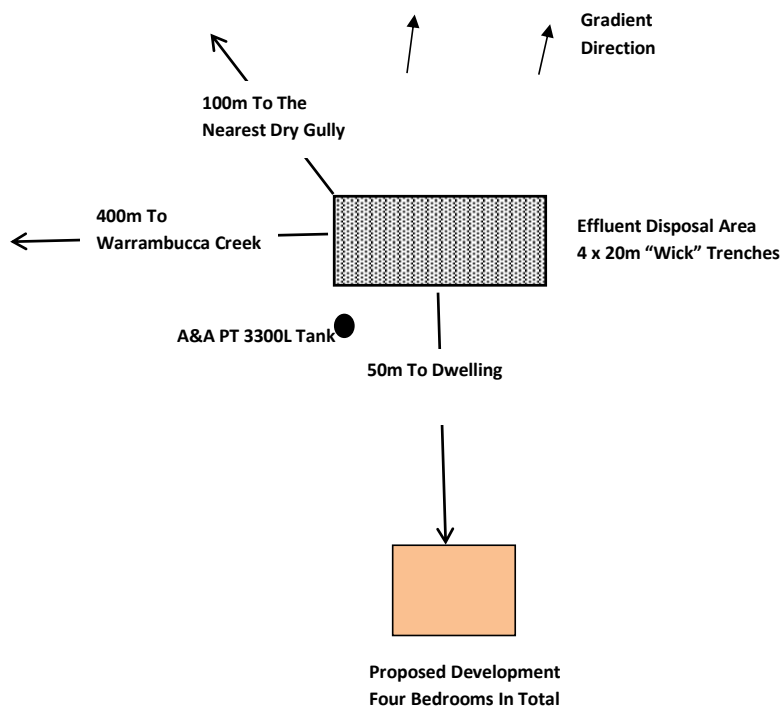 Gradient
Direction
100m To The
Nearest Dry Gully
400m To
Warrambucca Creek
Effluent Disposal Area
4 x 20m “Wick” Trenches
A&A PT 3300L Tank
50m To Dwelling
Proposed Development
Four Bedrooms In Total